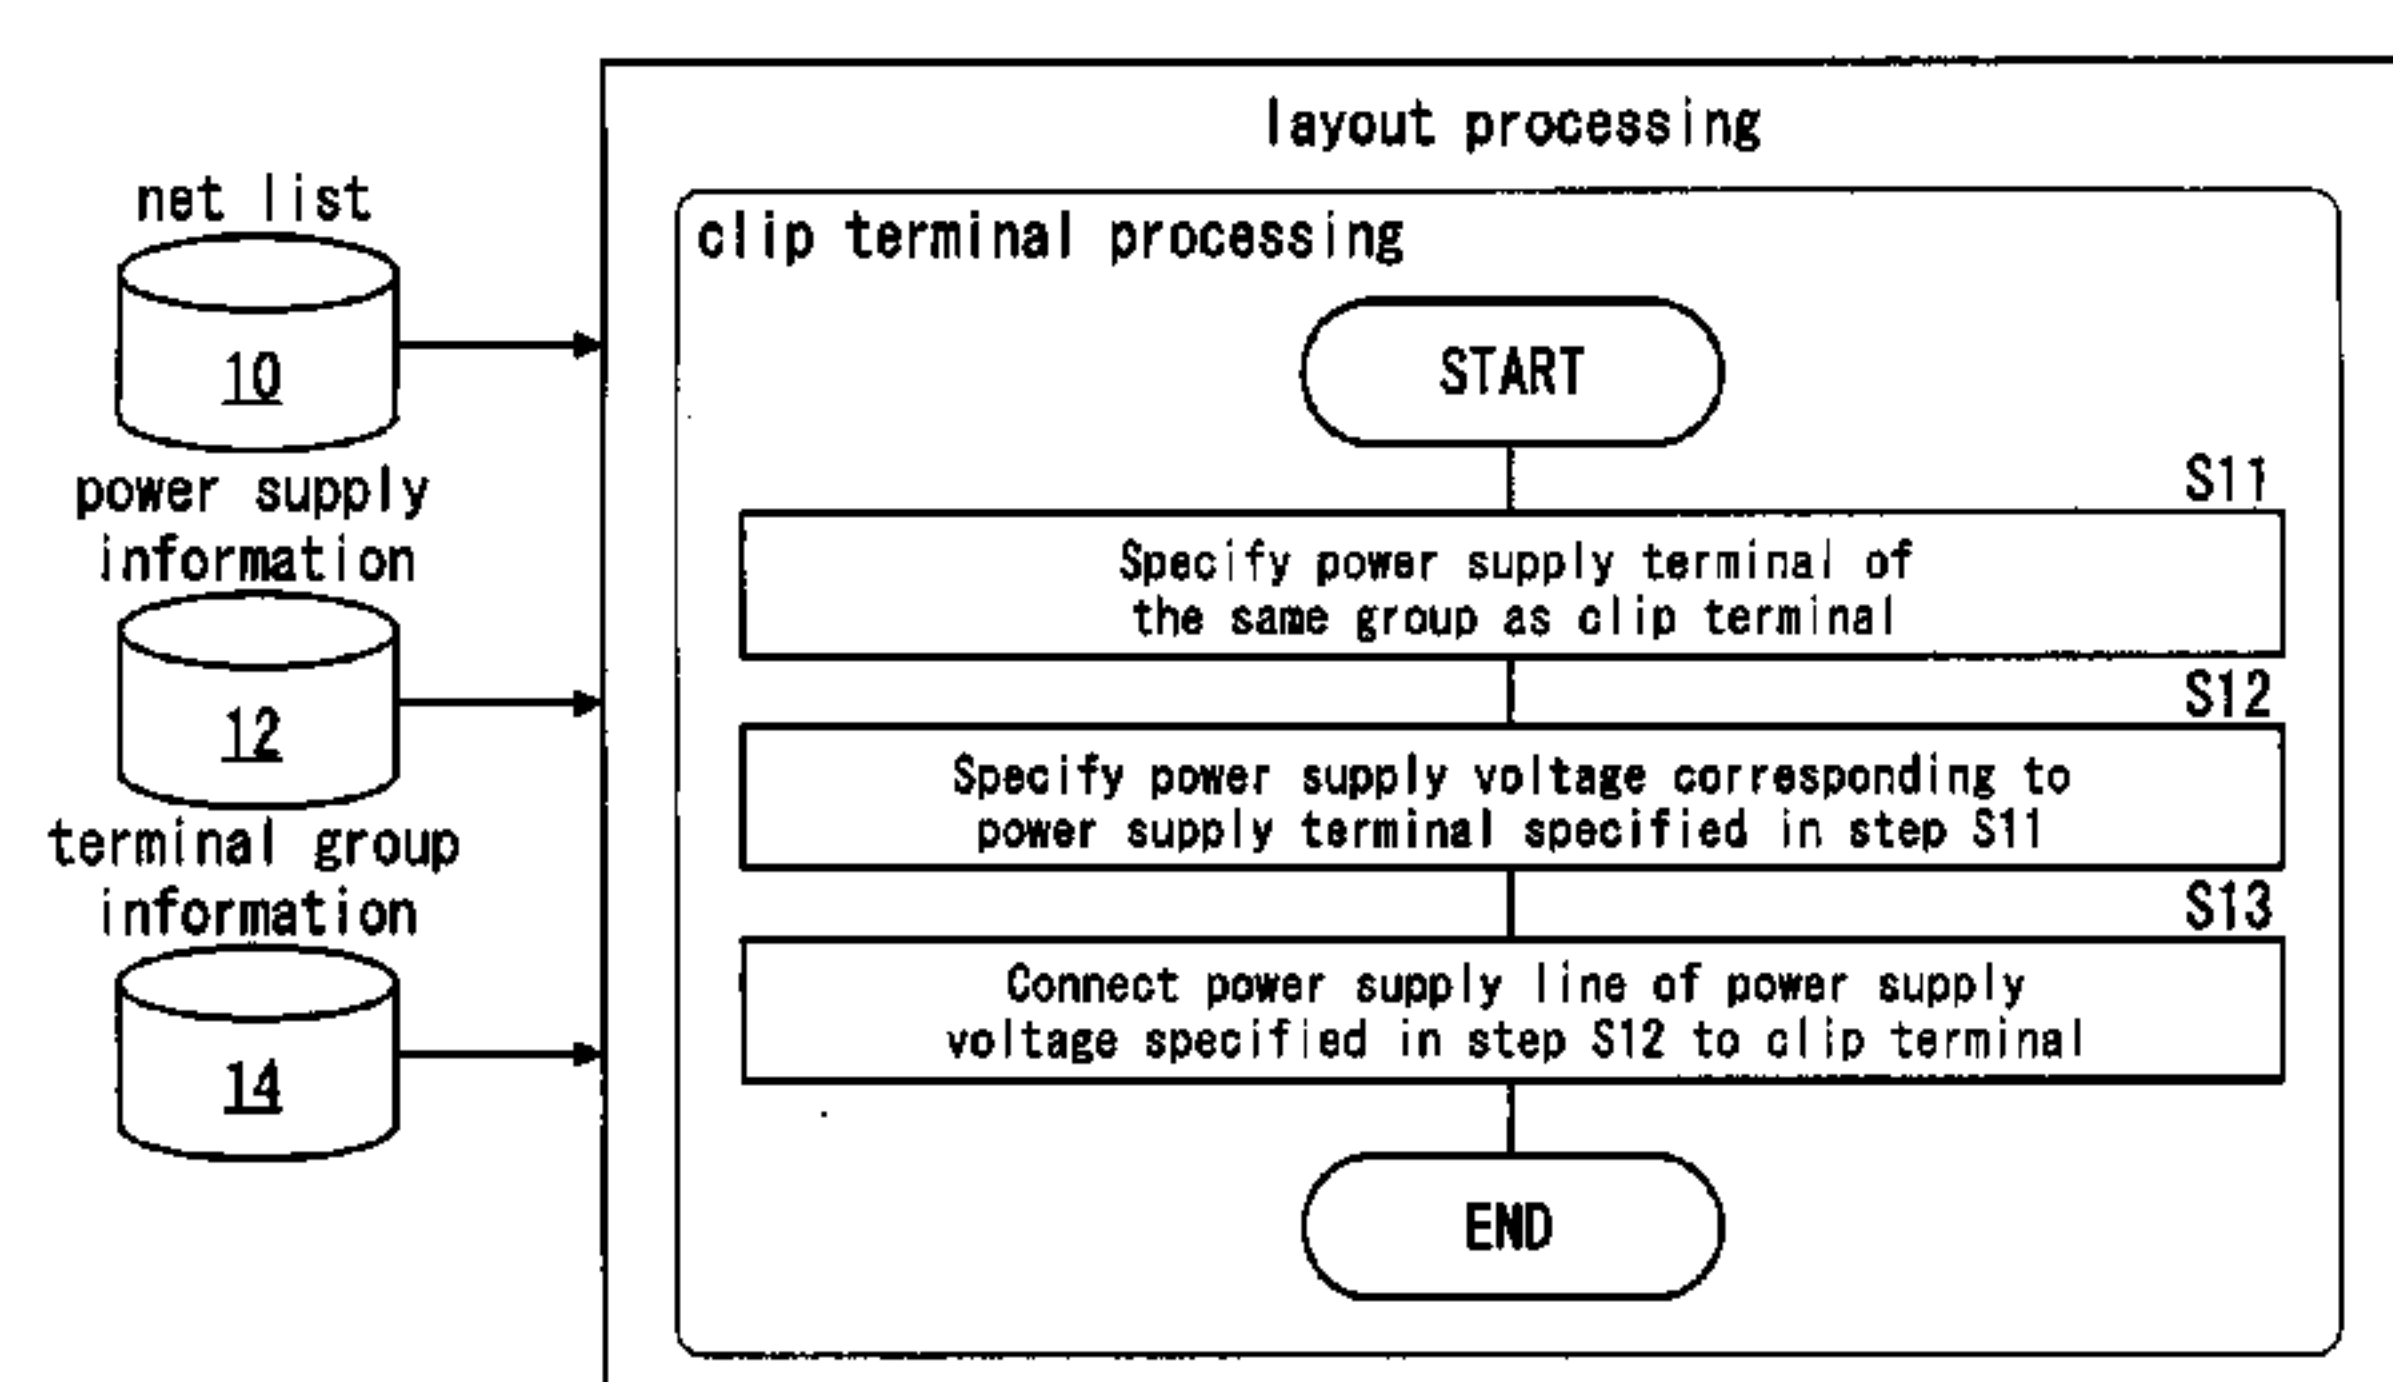 layout processing
net list
10
power supply
information
12
terminal group
information
14
clip terminal processing
START
S11
Specify power supply terminal of
the same group as clip terminal
S12
Specify power supply voltage corresponding to
power supply terminal specified in step S11
S13
Connect power supply line of power supply
voltage specified in step S12 to clip terminal
END